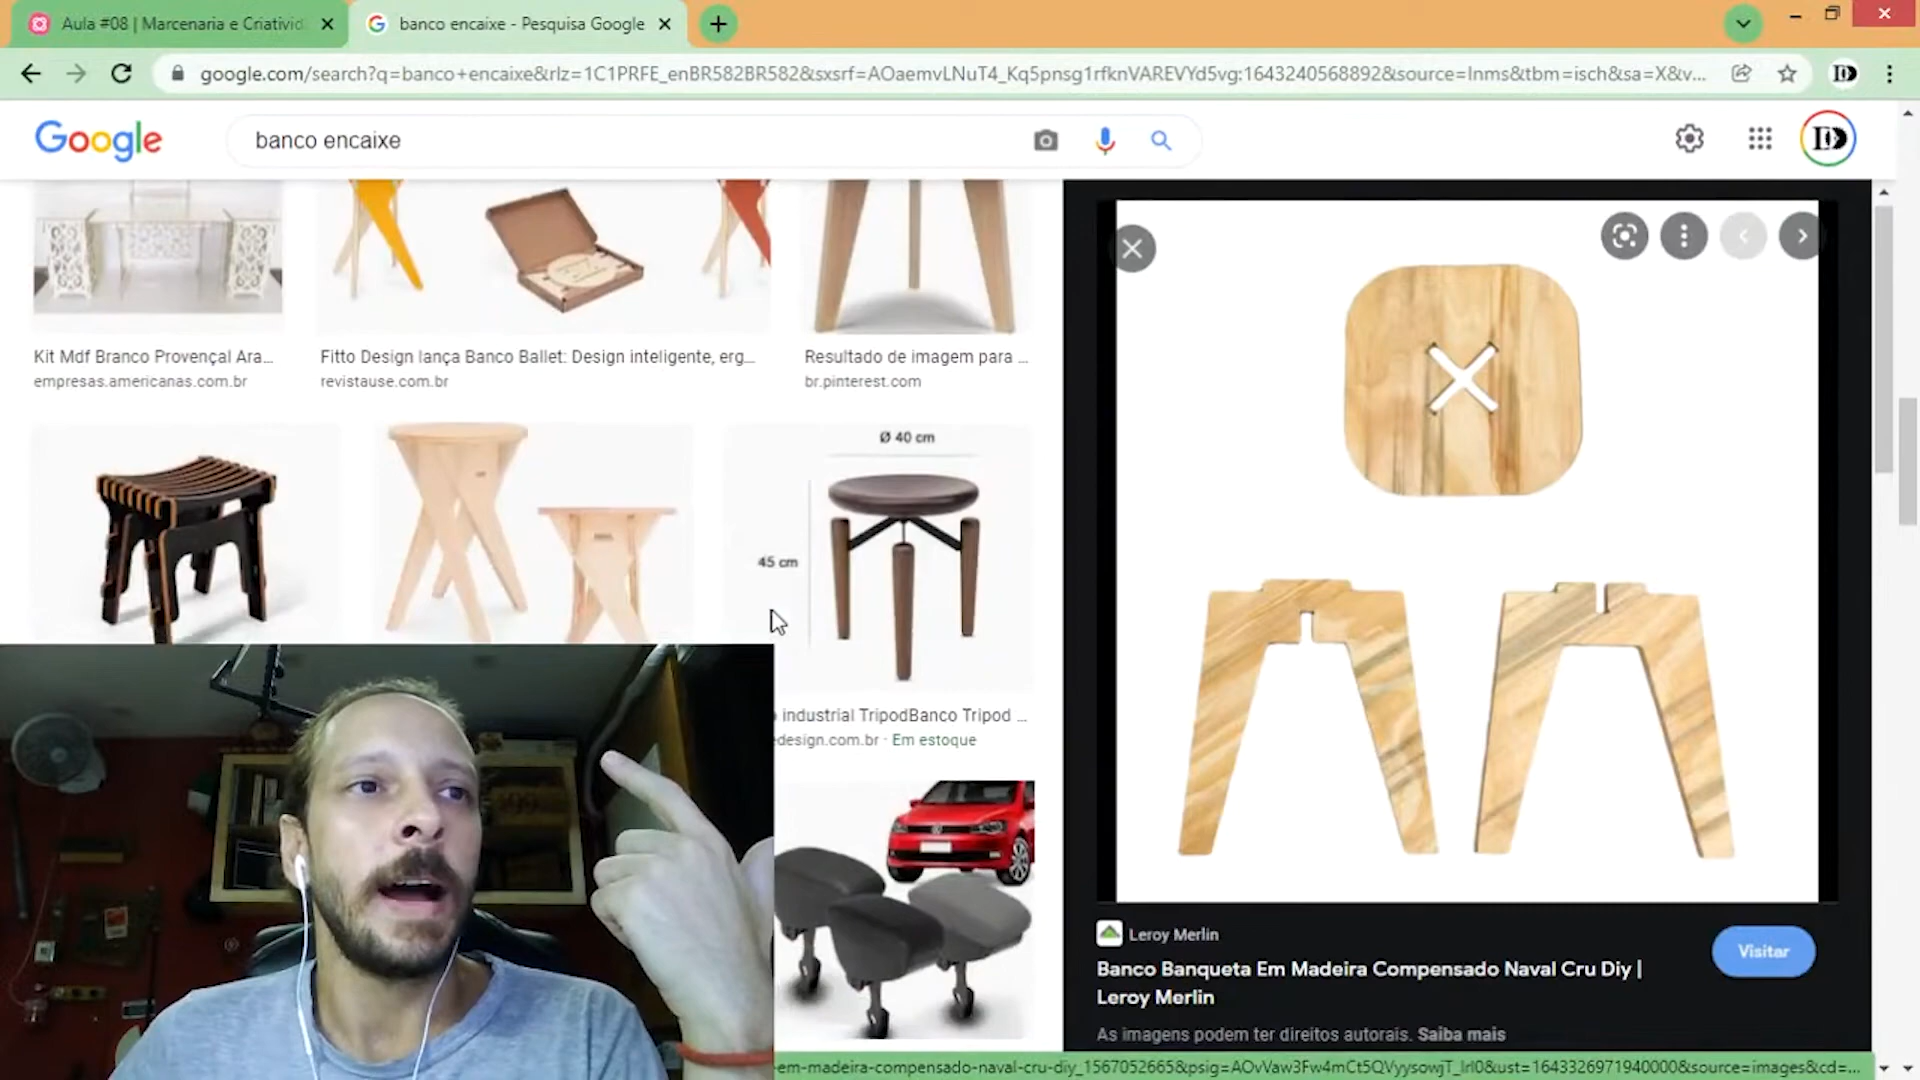 Aula #08 | Marcenaria e Criativid
banco encaixe - Pesquisa Google
google.com/search?q=banco+encaixe&rlz=1C1PRFE_enBR582BR582&sxsrf=AOaemvLNuT4_Kq5pnsg1rfknVAREVYd5vg:1643240568892&source=lnms&tbm=isch&sa=X&v...
Google
banco encaixe
Kit Mdf Branco Provençal Ara...
empresas.americanas.com.br
Fitto Design lança Banco Ballet: Design inteligente, erg...
revistause.com.br
Resultado de imagem para ...
br.pinterest.com
Ø 40 cm
45 cm
industrial TripodBanco Tripod ...
edesign.com.br · Em estoque
Leroy Merlin
Visitar
Banco Banqueta Em Madeira Compensado Naval Cru Diy |
Leroy Merlin
As imagens podem ter direitos autorais. Saiba mais
-em-madeira-compensado-naval-cru-diy_1567052665&psig=AOvVaw3Fw4mCt5QVyysowjT_lrl0&ust=1643326971940000&source=images&cd=...